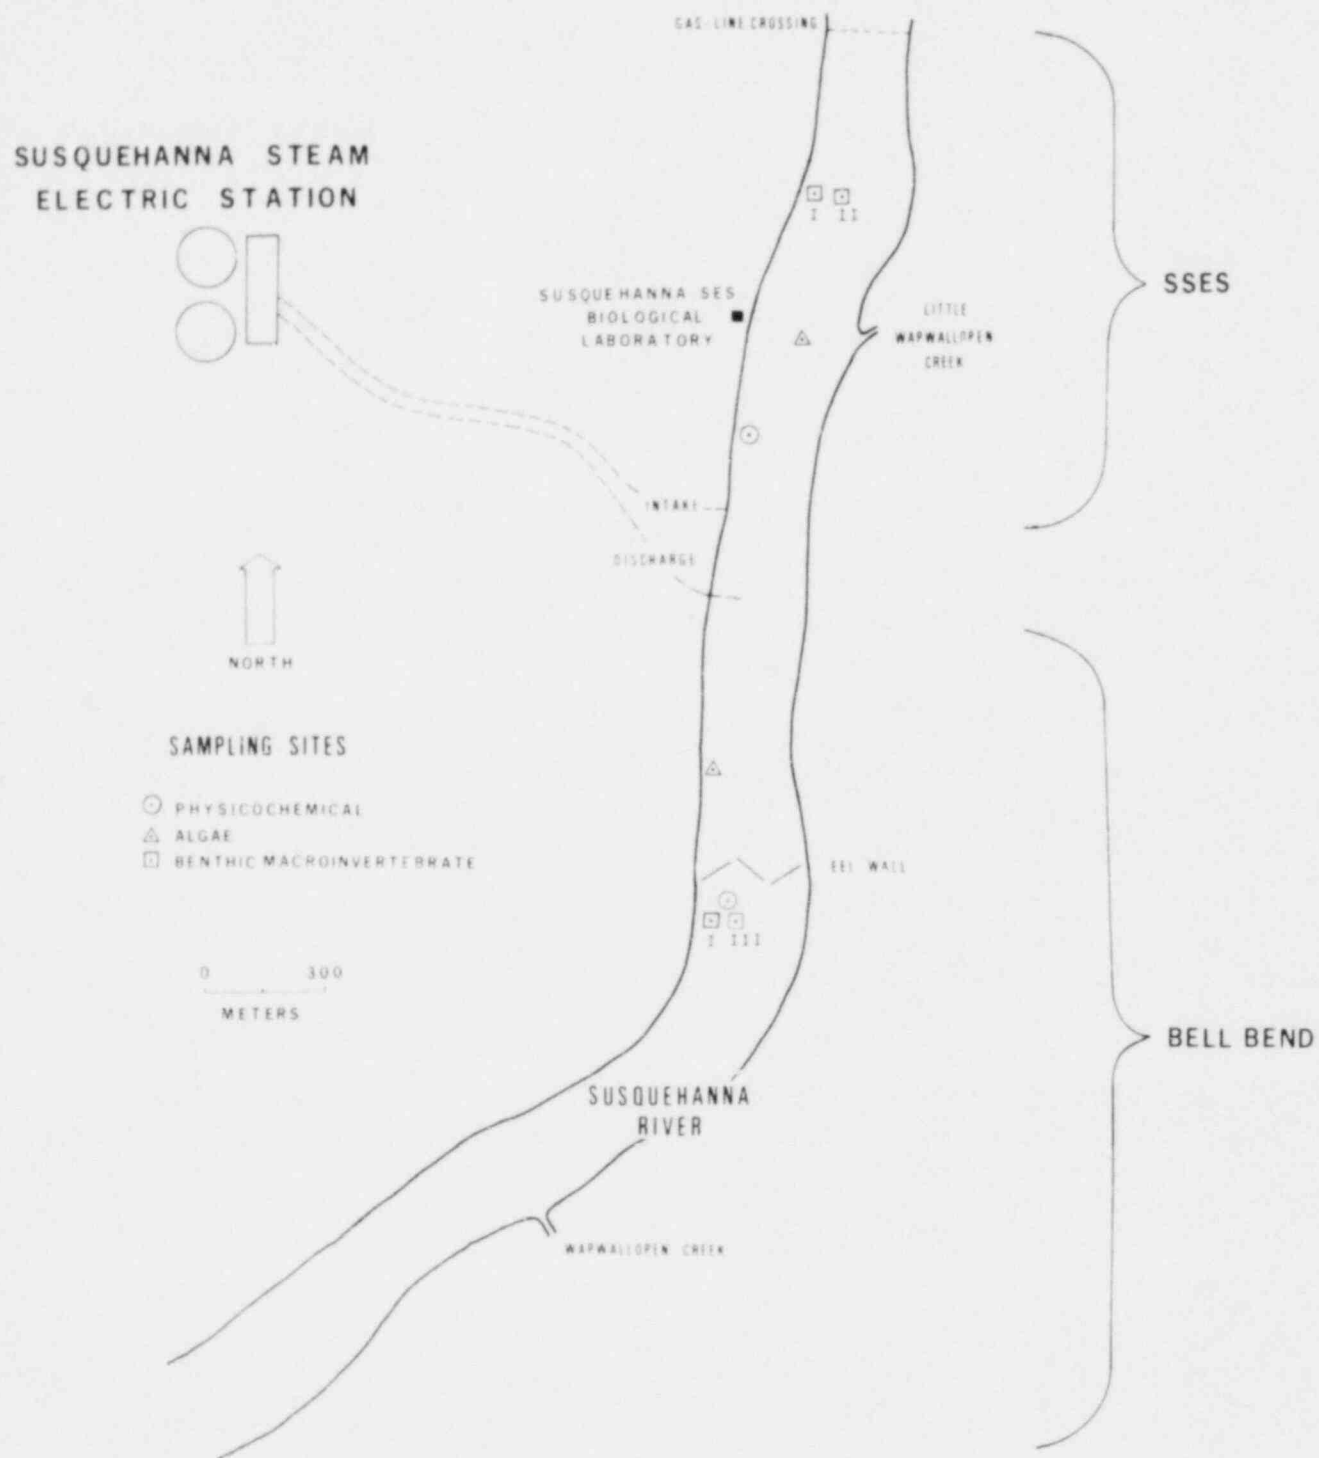 GAS-LINE CROSSING
SUSQUEHANNA STEAM
ELECTRIC STATION
I II
SSES
SUSQUEHANNA SES
BIOLOGICAL
LABORATORY
LITTLE
WAPWALLOPEN
CREEK
INTAKE
DISCHARGE
NORTH
SAMPLING SITES
PHYSICOCHEMICAL
ALGAE
BENTHIC MACROINVERTEBRATE
EEL WALL
I III
0 300
METERS
BELL BEND
SUSQUEHANNA
RIVER
WAPWALLOPEN CREEK